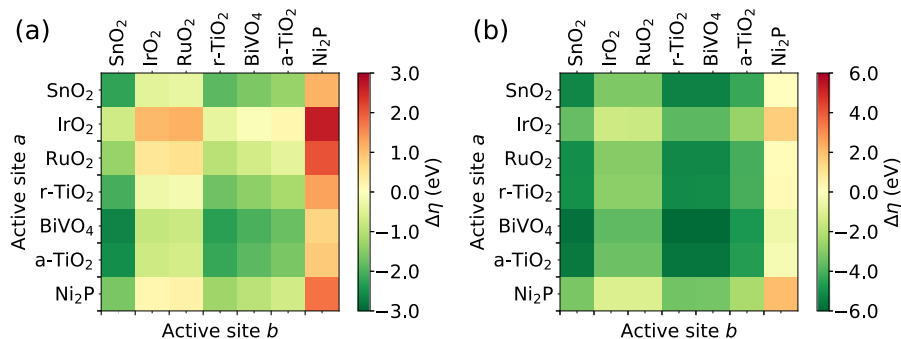 (a)
SnO₂ IrO₂ RuO₂ r-TiO₂ BiVO₄ a-TiO₂ Ni₂P
SnO₂
IrO₂
RuO₂
r-TiO₂
BiVO₄
a-TiO₂
Ni₂P
Active site a
Active site b
3.0
2.0
1.0
0.0
−1.0
−2.0
−3.0
Δη (eV)
(b)
SnO₂ IrO₂ RuO₂ r-TiO₂ BiVO₄ a-TiO₂ Ni₂P
SnO₂
IrO₂
RuO₂
r-TiO₂
BiVO₄
a-TiO₂
Ni₂P
Active site a
Active site b
6.0
4.0
2.0
0.0
−2.0
−4.0
−6.0
Δη (eV)